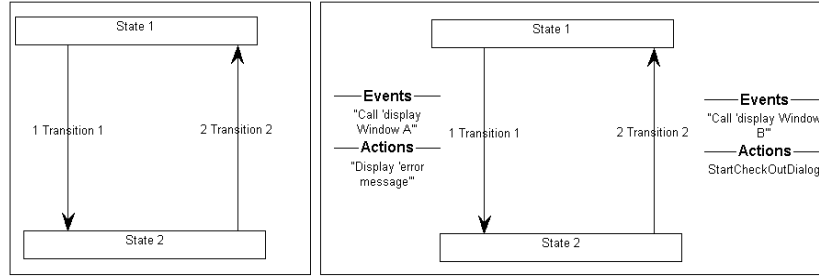 State 1
1 Transition 1
2 Transition 2
State 2
State 1
Events
"Call 'display
Window A'"
Actions
"Display 'error
message'"
1 Transition 1
2 Transition 2
Events
"Call 'display Window
B'"
Actions
StartCheckOutDialog
State 2